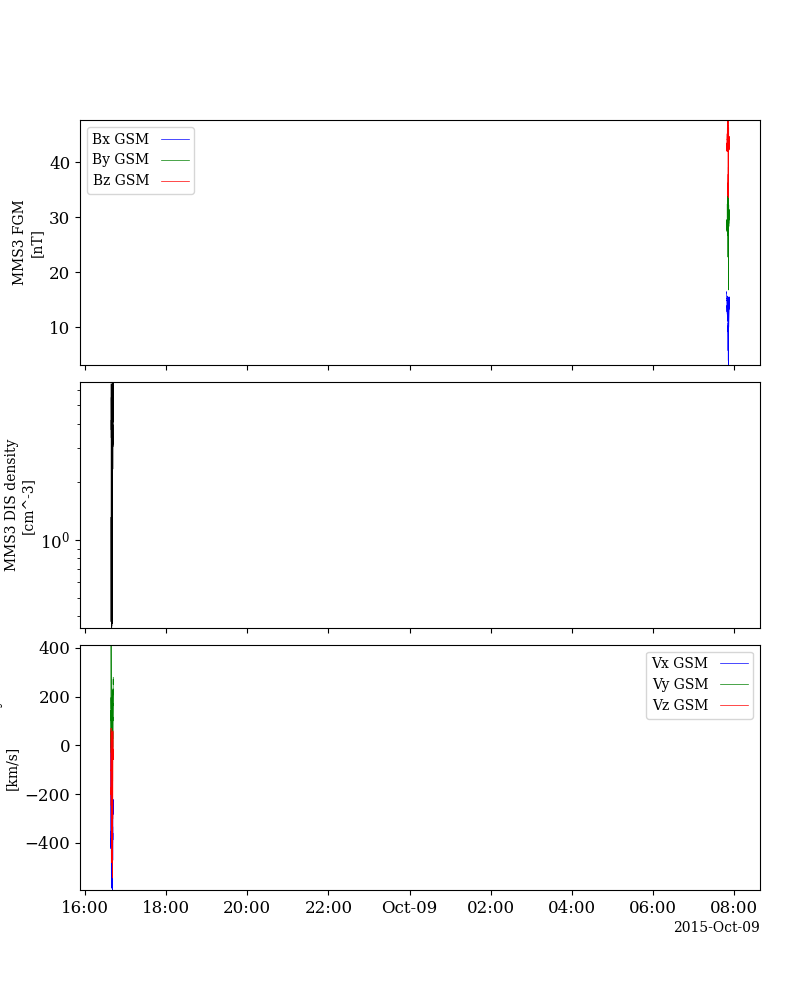 Bx GSM
By GSM
Bz GSM
40
30
20
10
MMS3 FGM
[nT]
10^0
MMS3 DIS density
[cm^-3]
Vx GSM
Vy GSM
Vz GSM
400
200
0
−200
−400
[km/s]
16:00 18:00 20:00 22:00 Oct-09 02:00 04:00 06:00 08:00
2015-Oct-09